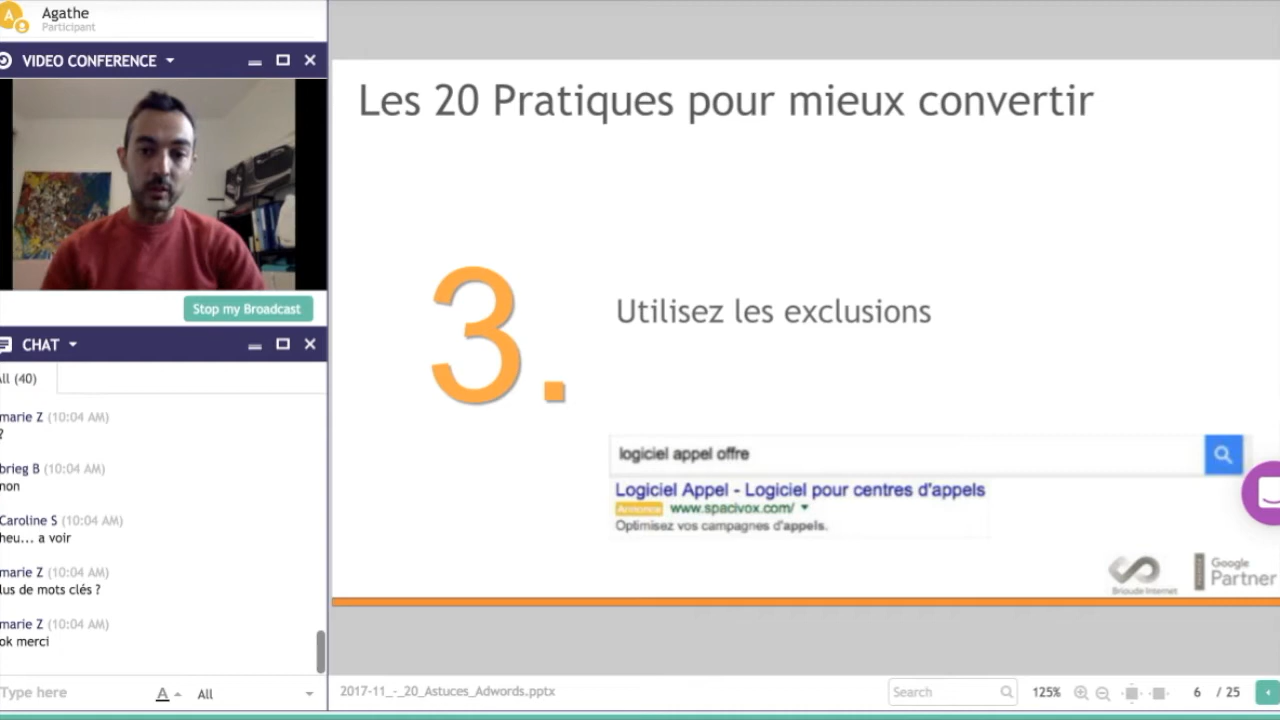 A
Agathe
Participant
VIDEO CONFERENCE
Stop my Broadcast
CHAT
ll (40)
marie Z (10:04 AM)
?
brieg B (10:04 AM)
non
Caroline S (10:04 AM)
heu... a voir
marie Z (10:04 AM)
lus de mots clés ?
marie Z (10:04 AM)
ok merci
Type here
A
All
Les 20 Pratiques pour mieux convertir
3.
Utilisez les exclusions
logiciel appel offre
Logiciel Appel - Logiciel pour centres d'appels
Annonce www.spacivox.com/
Optimisez vos campagnes d'appels.
Brioude Internet
Google
Partner
2017-11_-_20_Astuces_Adwords.pptx
Search
125%
6 / 25